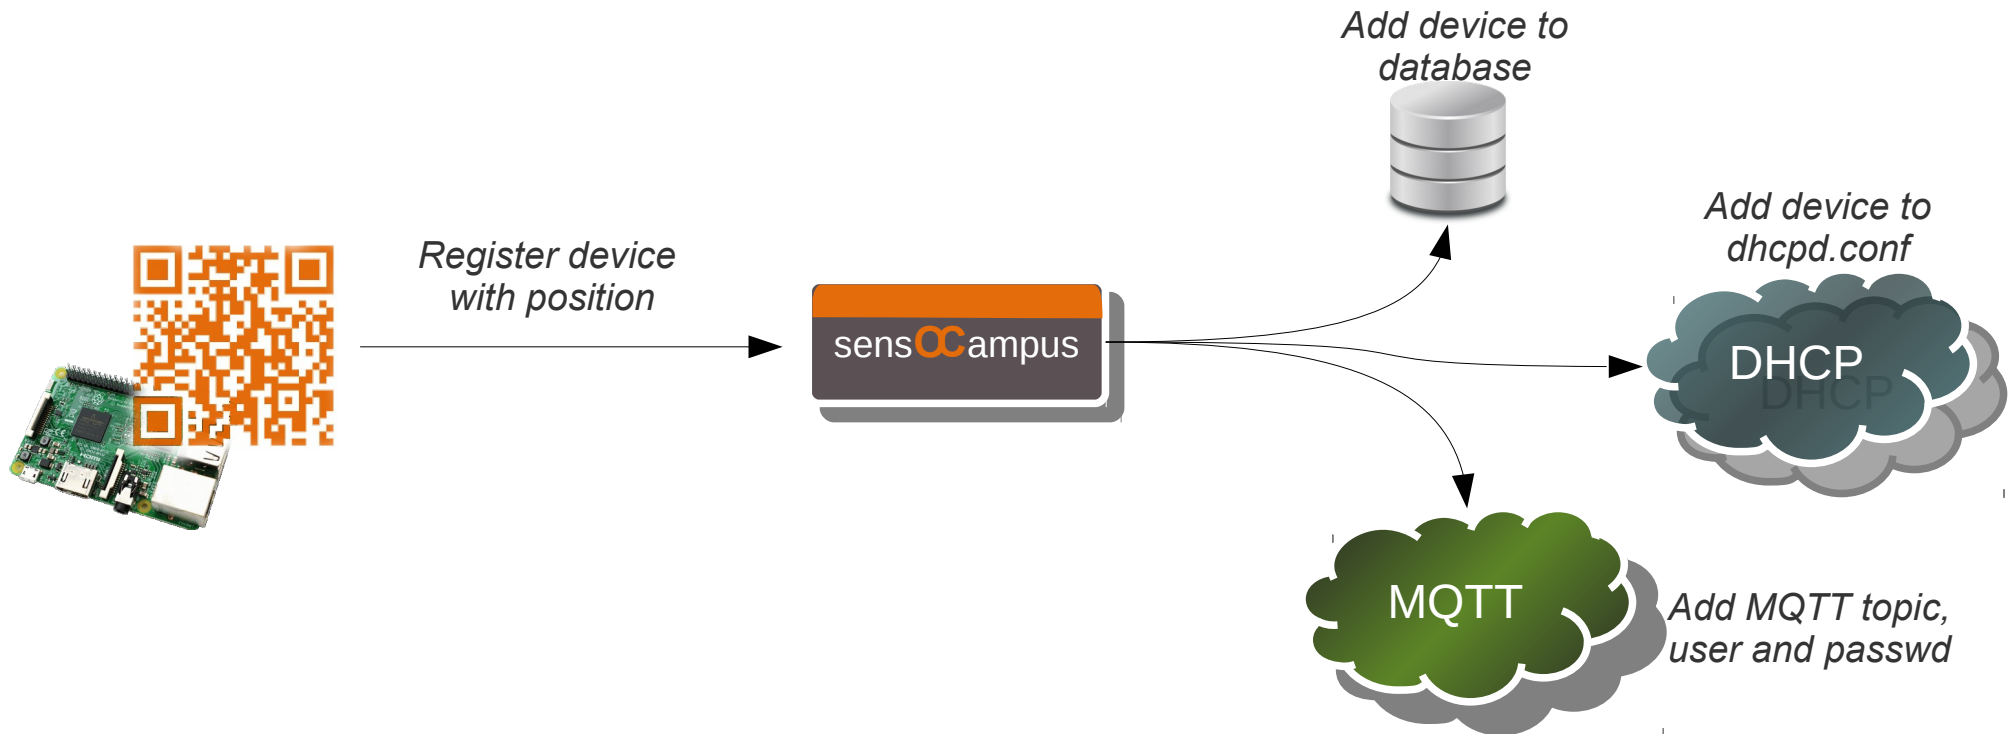 Add device to
database
Add device to
dhcpd.conf
Register device
with position
sensOCampus
DHCP
DHCP
MQTT
Add MQTT topic,
user and passwd